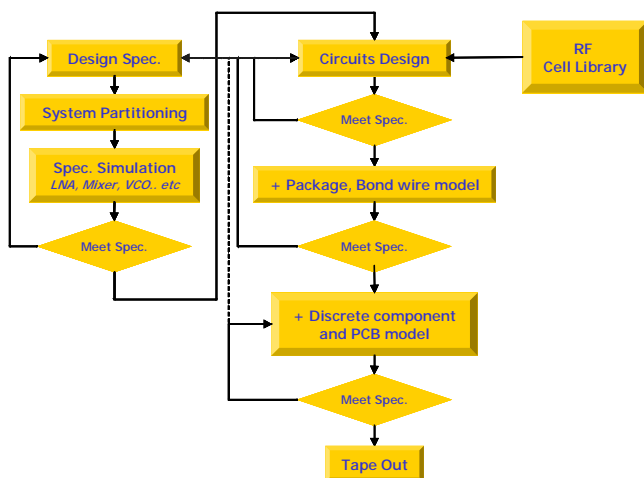 Design Spec.
System Partitioning
Spec. Simulation
LNA, Mixer, VCO.. etc
Meet Spec.
Circuits Design
RF
Cell Library
Meet Spec.
+ Package, Bond wire model
Meet Spec.
+ Discrete component
and PCB model
Meet Spec.
Tape Out